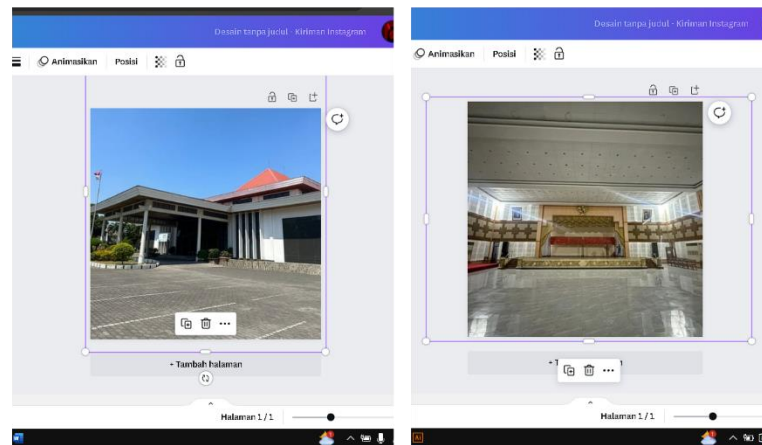 Desain tanpa judul - Kiriman Instagram
Animasikan Posisi
+ Tambah halaman
Halaman 1 / 1
Desain tanpa judul - Kiriman Instagram
Animasikan Posisi
Halaman 1 / 1
Ai